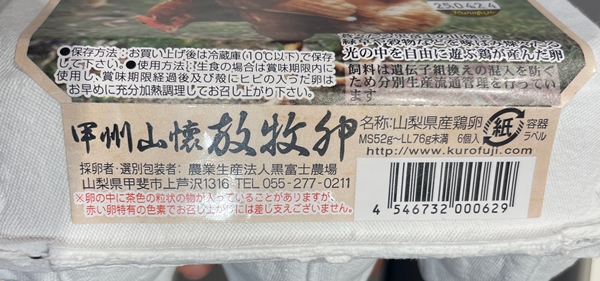 25.04.24
Kurofuji
●保存方法:お買い上げ後は冷蔵庫(10℃以下)で保存
して下さい。●使用方法:生食の場合は賞味期限内に
使用し、賞味期限経過後及び殻にヒビの入った卵は
お早めに充分加熱調理してお召し上がり下さい。
光の中を自由に遊ぶ鶏が産んだ卵
飼料は遺伝子組換えの混入を防ぐ
ため分別生産流通管理を行っていま
す
甲州山懐放牧卵
名称:山梨県産鶏卵
MS52g~LL76g未満 6個入
紙
容器
ラベル
http://www.kurofuji.com/
採卵者・選別包装者: 農業生産法人黒富士農場
山梨県甲斐市上芦沢1316 TEL 055-277-0211
※卵の中に茶色の粒状の物が入っていることがありますが、
赤い卵特有の色素でお召し上がりには差し支えございません。
4 546732 000629